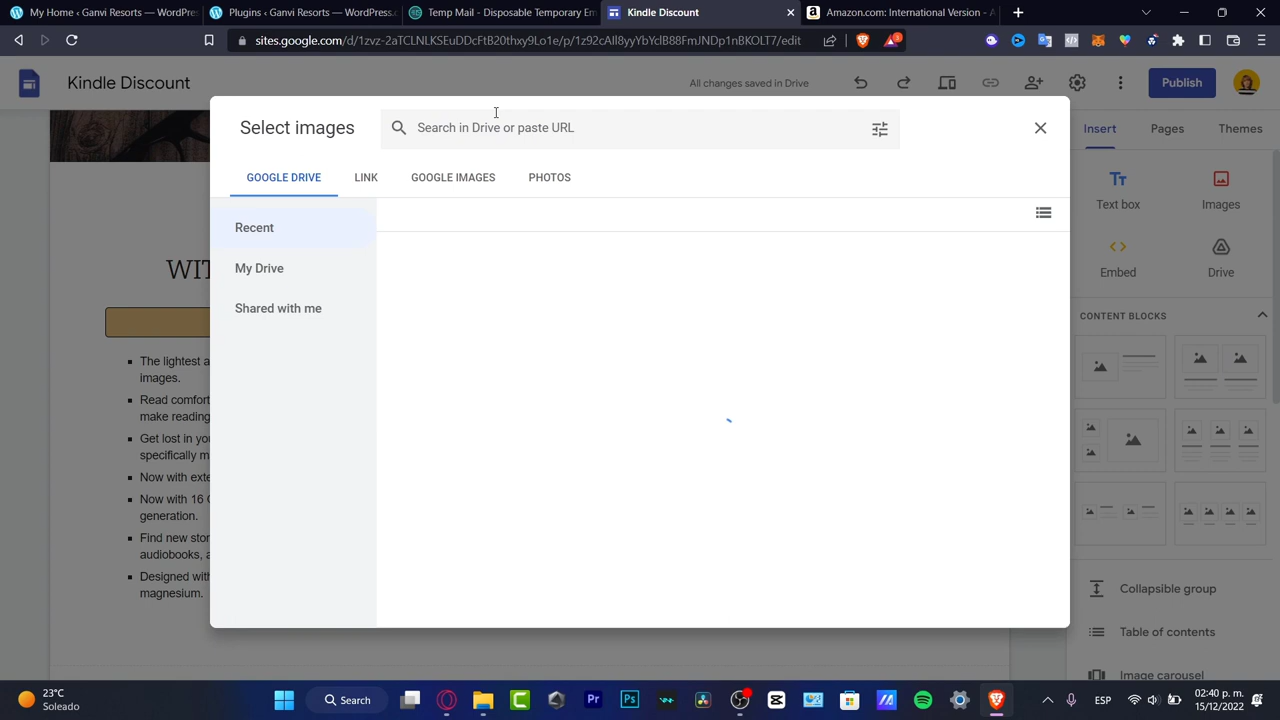 My Home ‹ Ganvi Resorts — WordPres
Plugins ‹ Ganvi Resorts — WordPress
Temp Mail - Disposable Temporary Em
Kindle Discount
Amazon.com: International Version - A
sites.google.com/d/1zvz-2aTCLNLKSEuDDcFtB20thxy9Lo1e/p/1z92cAIl8yyYbYclB88FmJNDp1nBKOLT7/edit
Kindle Discount
All changes saved in Drive
Publish
Select images
Search in Drive or paste URL
Insert
Pages
Themes
GOOGLE DRIVE
LINK
GOOGLE IMAGES
PHOTOS
Text box
Images
Recent
My Drive
Shared with me
Embed
Drive
CONTENT BLOCKS
WIT
The lightest a
images.
Read comfort
make reading
Get lost in you
specifically m
Now with exte
Now with 16 G
generation.
Find new stor
audiobooks, a
Designed with
magnesium.
Collapsible group
Table of contents
Image carousel
23°C
Soleado
Search
ESP
02:40 p. m.
15/12/2022